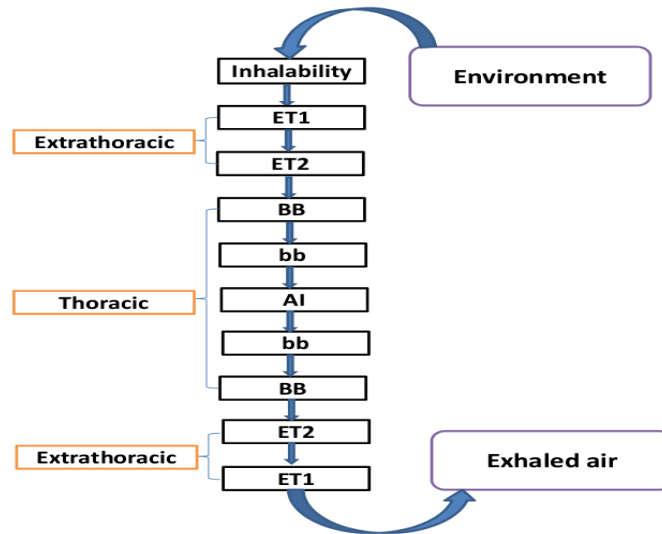 Inhalability
Environment
ET1
Extrathoracic
ET2
BB
bb
Thoracic
AI
bb
BB
ET2
Extrathoracic
Exhaled air
ET1